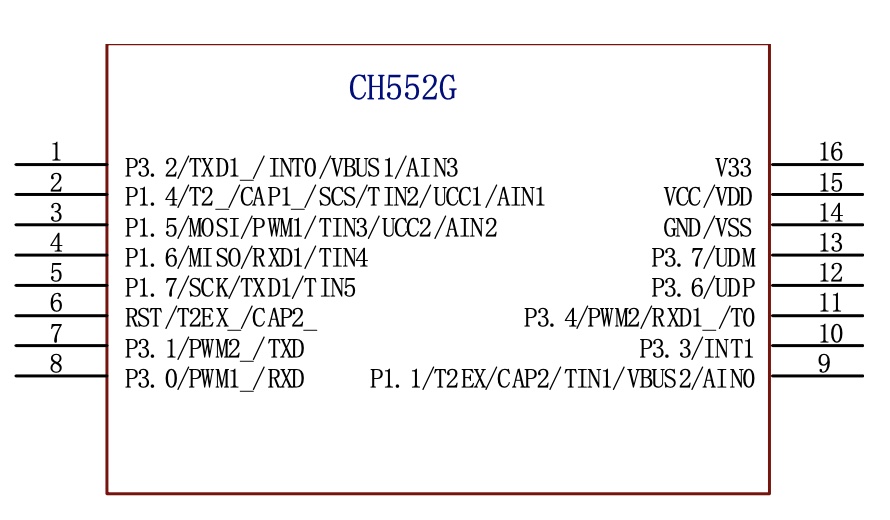 CH552G
1 P3.2/TXD1_/INT0/VBUS1/AIN3 V33 16
2 P1.4/T2_/CAP1_/SCS/TIN2/UCC1/AIN1 VCC/VDD 15
3 P1.5/MOSI/PWM1/TIN3/UCC2/AIN2 GND/VSS 14
4 P1.6/MISO/RXD1/TIN4 P3.7/UDM 13
5 P1.7/SCK/TXD1/TIN5 P3.6/UDP 12
6 RST/T2EX_/CAP2_ P3.4/PWM2/RXD1_/T0 11
7 P3.1/PWM2_/TXD P3.3/INT1 10
8 P3.0/PWM1_/RXD P1.1/T2EX/CAP2/TIN1/VBUS2/AIN0 9